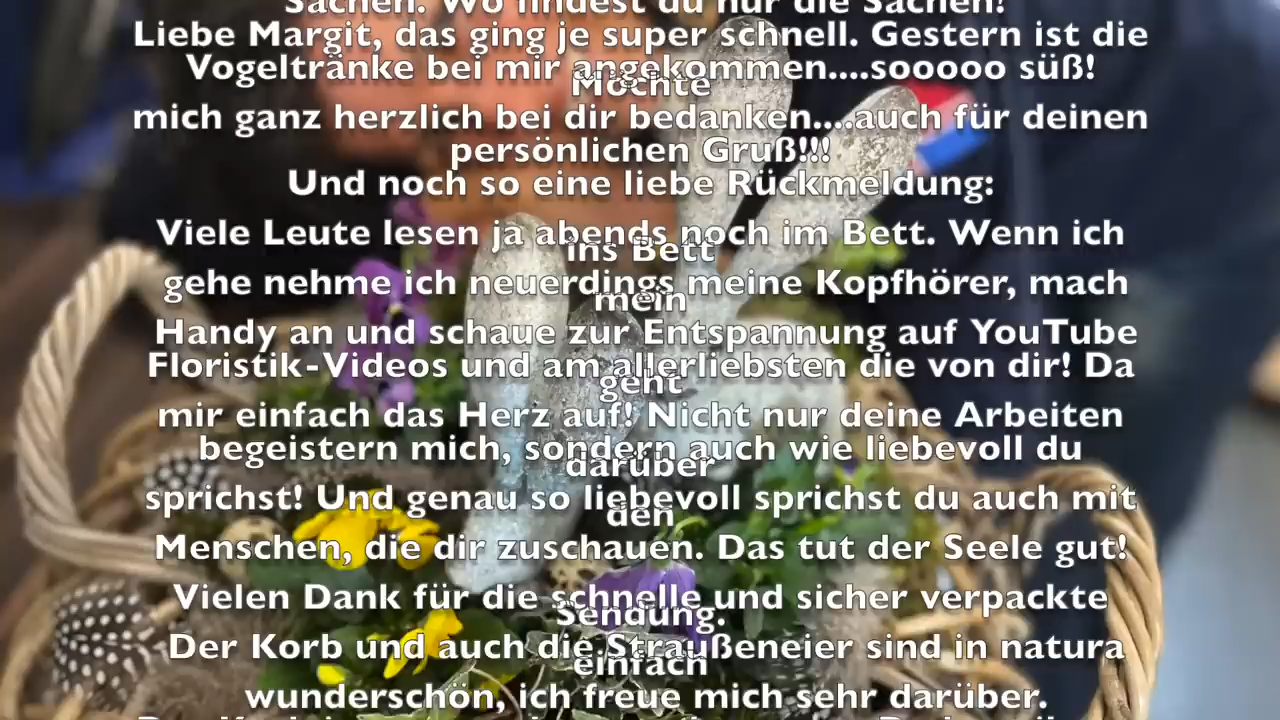 Sachen. Wo findest du nur die Sachen!
Liebe Margit, das ging je super schnell. Gestern ist die
Vogeltränke bei mir angekommen....sooooo süß!
Möchte
mich ganz herzlich bei dir bedanken....auch für deinen
persönlichen Gruß!!!
Und noch so eine liebe Rückmeldung:
Viele Leute lesen ja abends noch im Bett. Wenn ich
ins Bett
gehe nehme ich neuerdings meine Kopfhörer, mach
mein
Handy an und schaue zur Entspannung auf YouTube
Floristik-Videos und am allerliebsten die von dir! Da
geht
mir einfach das Herz auf! Nicht nur deine Arbeiten
begeistern mich, sondern auch wie liebevoll du
darüber
sprichst! Und genau so liebevoll sprichst du auch mit
den
Menschen, die dir zuschauen. Das tut der Seele gut!
Vielen Dank für die schnelle und sicher verpackte
Sendung.
Der Korb und auch die Straußeneier sind in natura
einfach
wunderschön, ich freue mich sehr darüber.